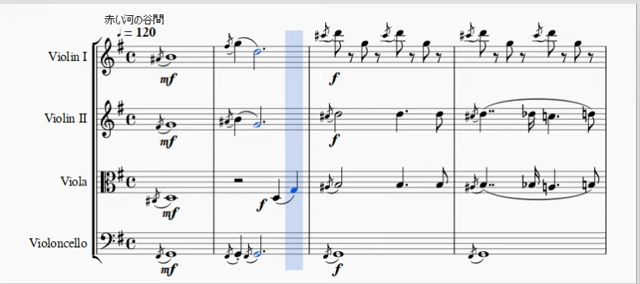 赤い河の谷間
♩ = 120
Violin I
mf
f
Violin II
mf
f
Viola
mf
f
Violoncello
mf
f